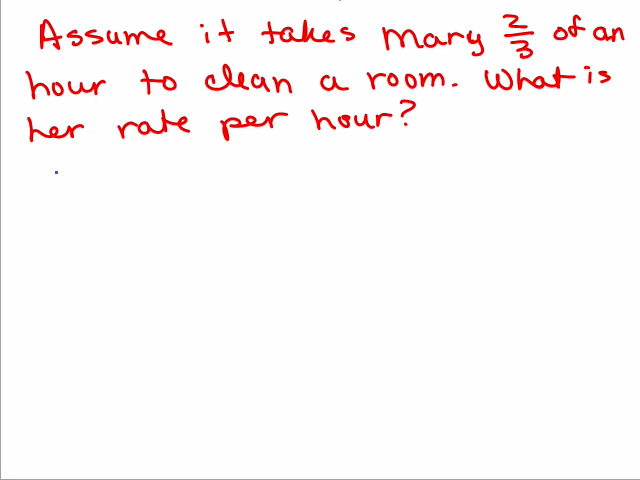 Assume it takes Mary 2/3 of an
hour to clean a room. What is
her rate per hour?